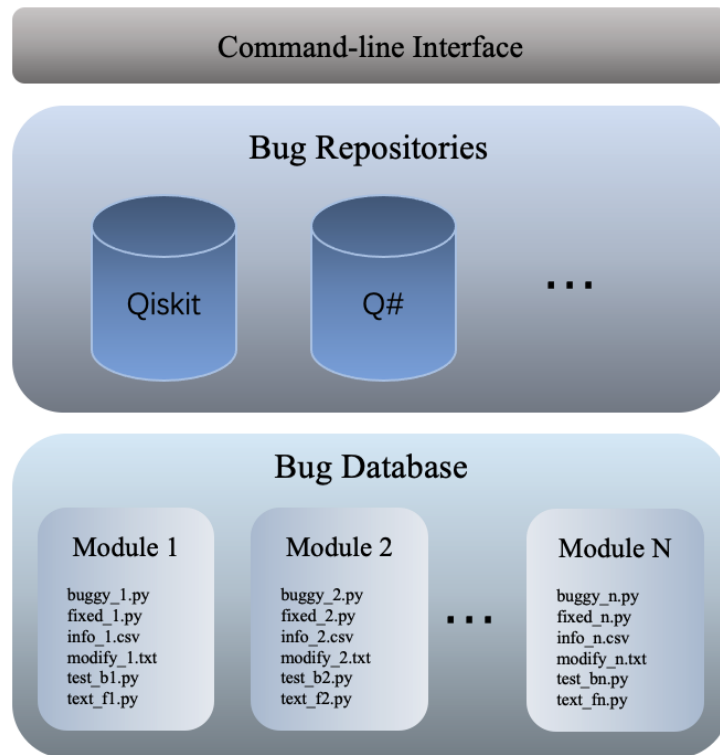 Command-line Interface
Bug Repositories
Qiskit
Q#
...
Bug Database
Module 1
buggy_1.py
fixed_1.py
info_1.csv
modify_1.txt
test_b1.py
text_f1.py
Module 2
buggy_2.py
fixed_2.py
info_2.csv
modify_2.txt
test_b2.py
text_f2.py
...
Module N
buggy_n.py
fixed_n.py
info_n.csv
modify_n.txt
test_bn.py
text_fn.py